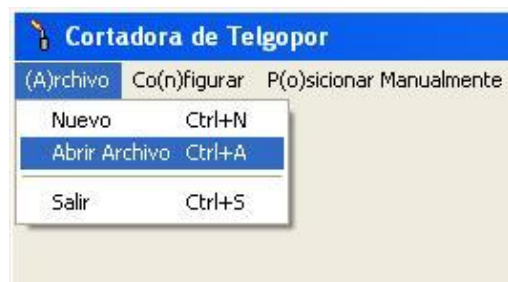 Cortadora de Telgopor
(A)rchivo Co(n)figurar P(o)sicionar Manualmente
Nuevo Ctrl+N
Abrir Archivo Ctrl+A
Salir Ctrl+S